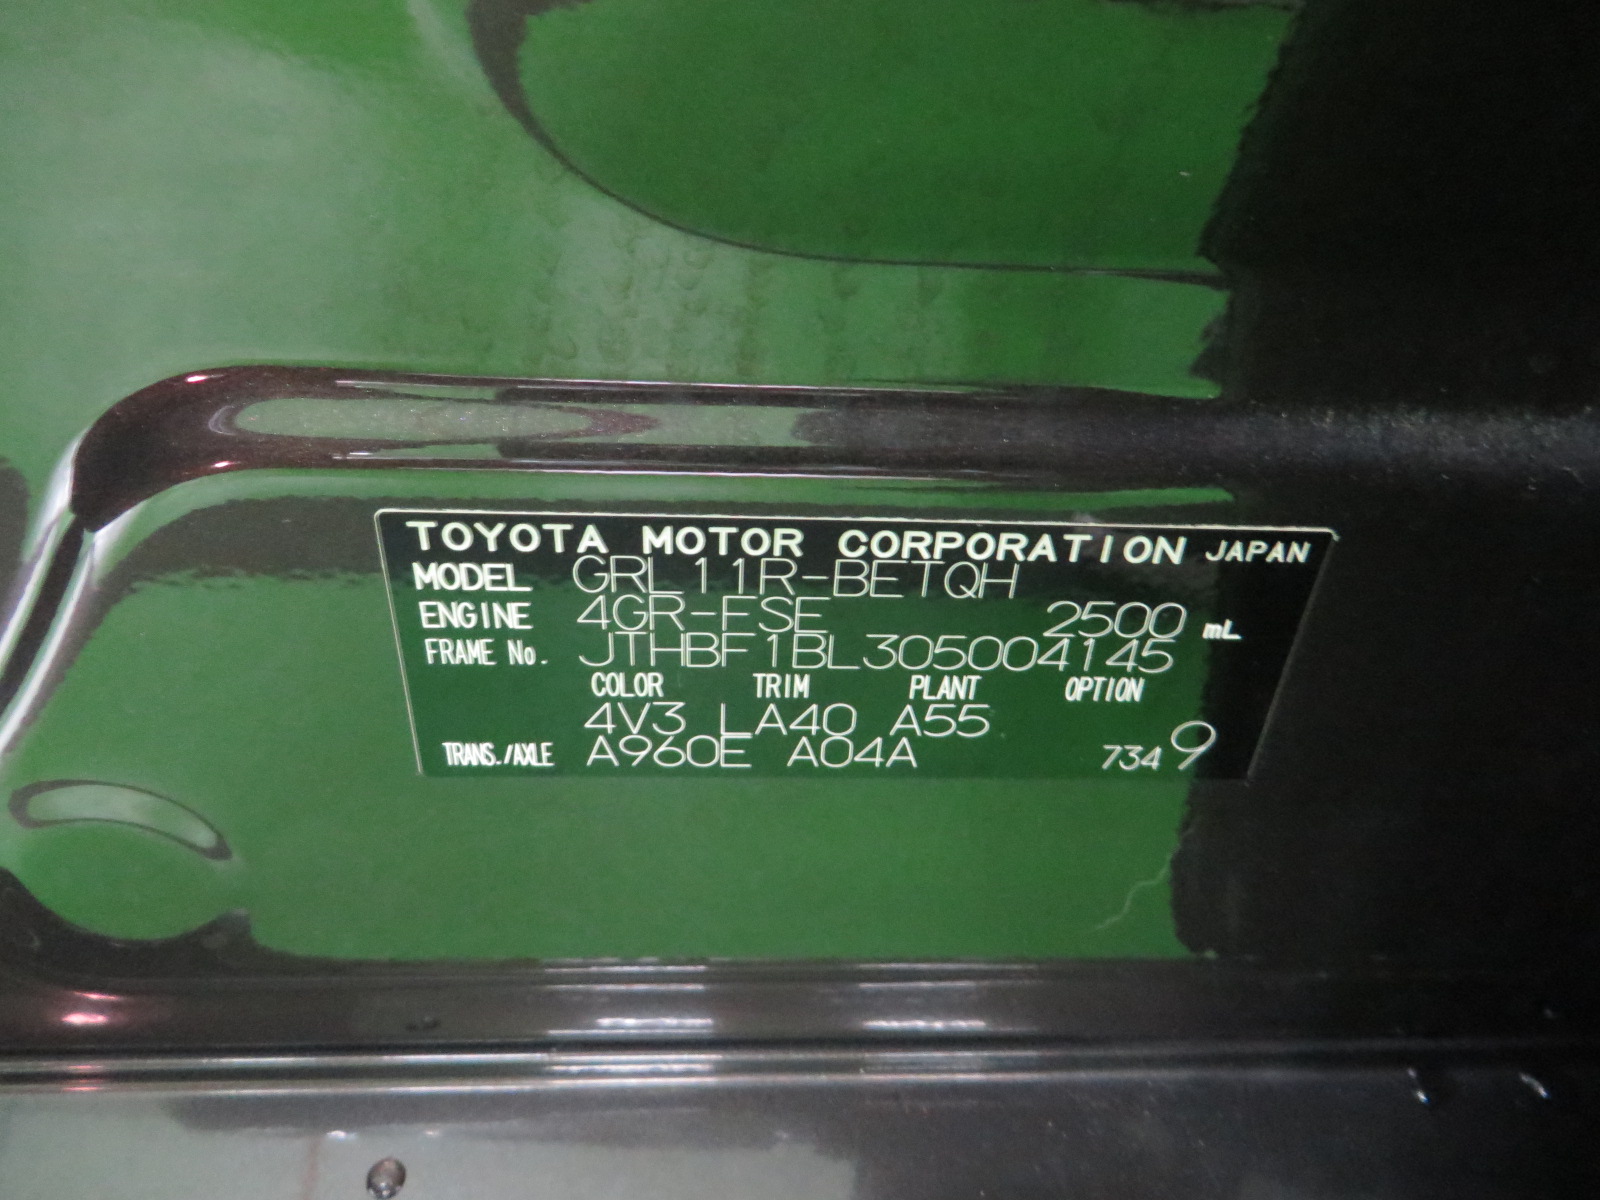 TOYOTA MOTOR CORPORATION JAPAN
MODEL GRL11R-BETQH
ENGINE 4GR-FSE 2500 mL
FRAME No. JTHBF1BL305004145
COLOR TRIM PLANT OPTION
4V3 LA40 A55
TRANS./AXLE A960E A04A 734 9